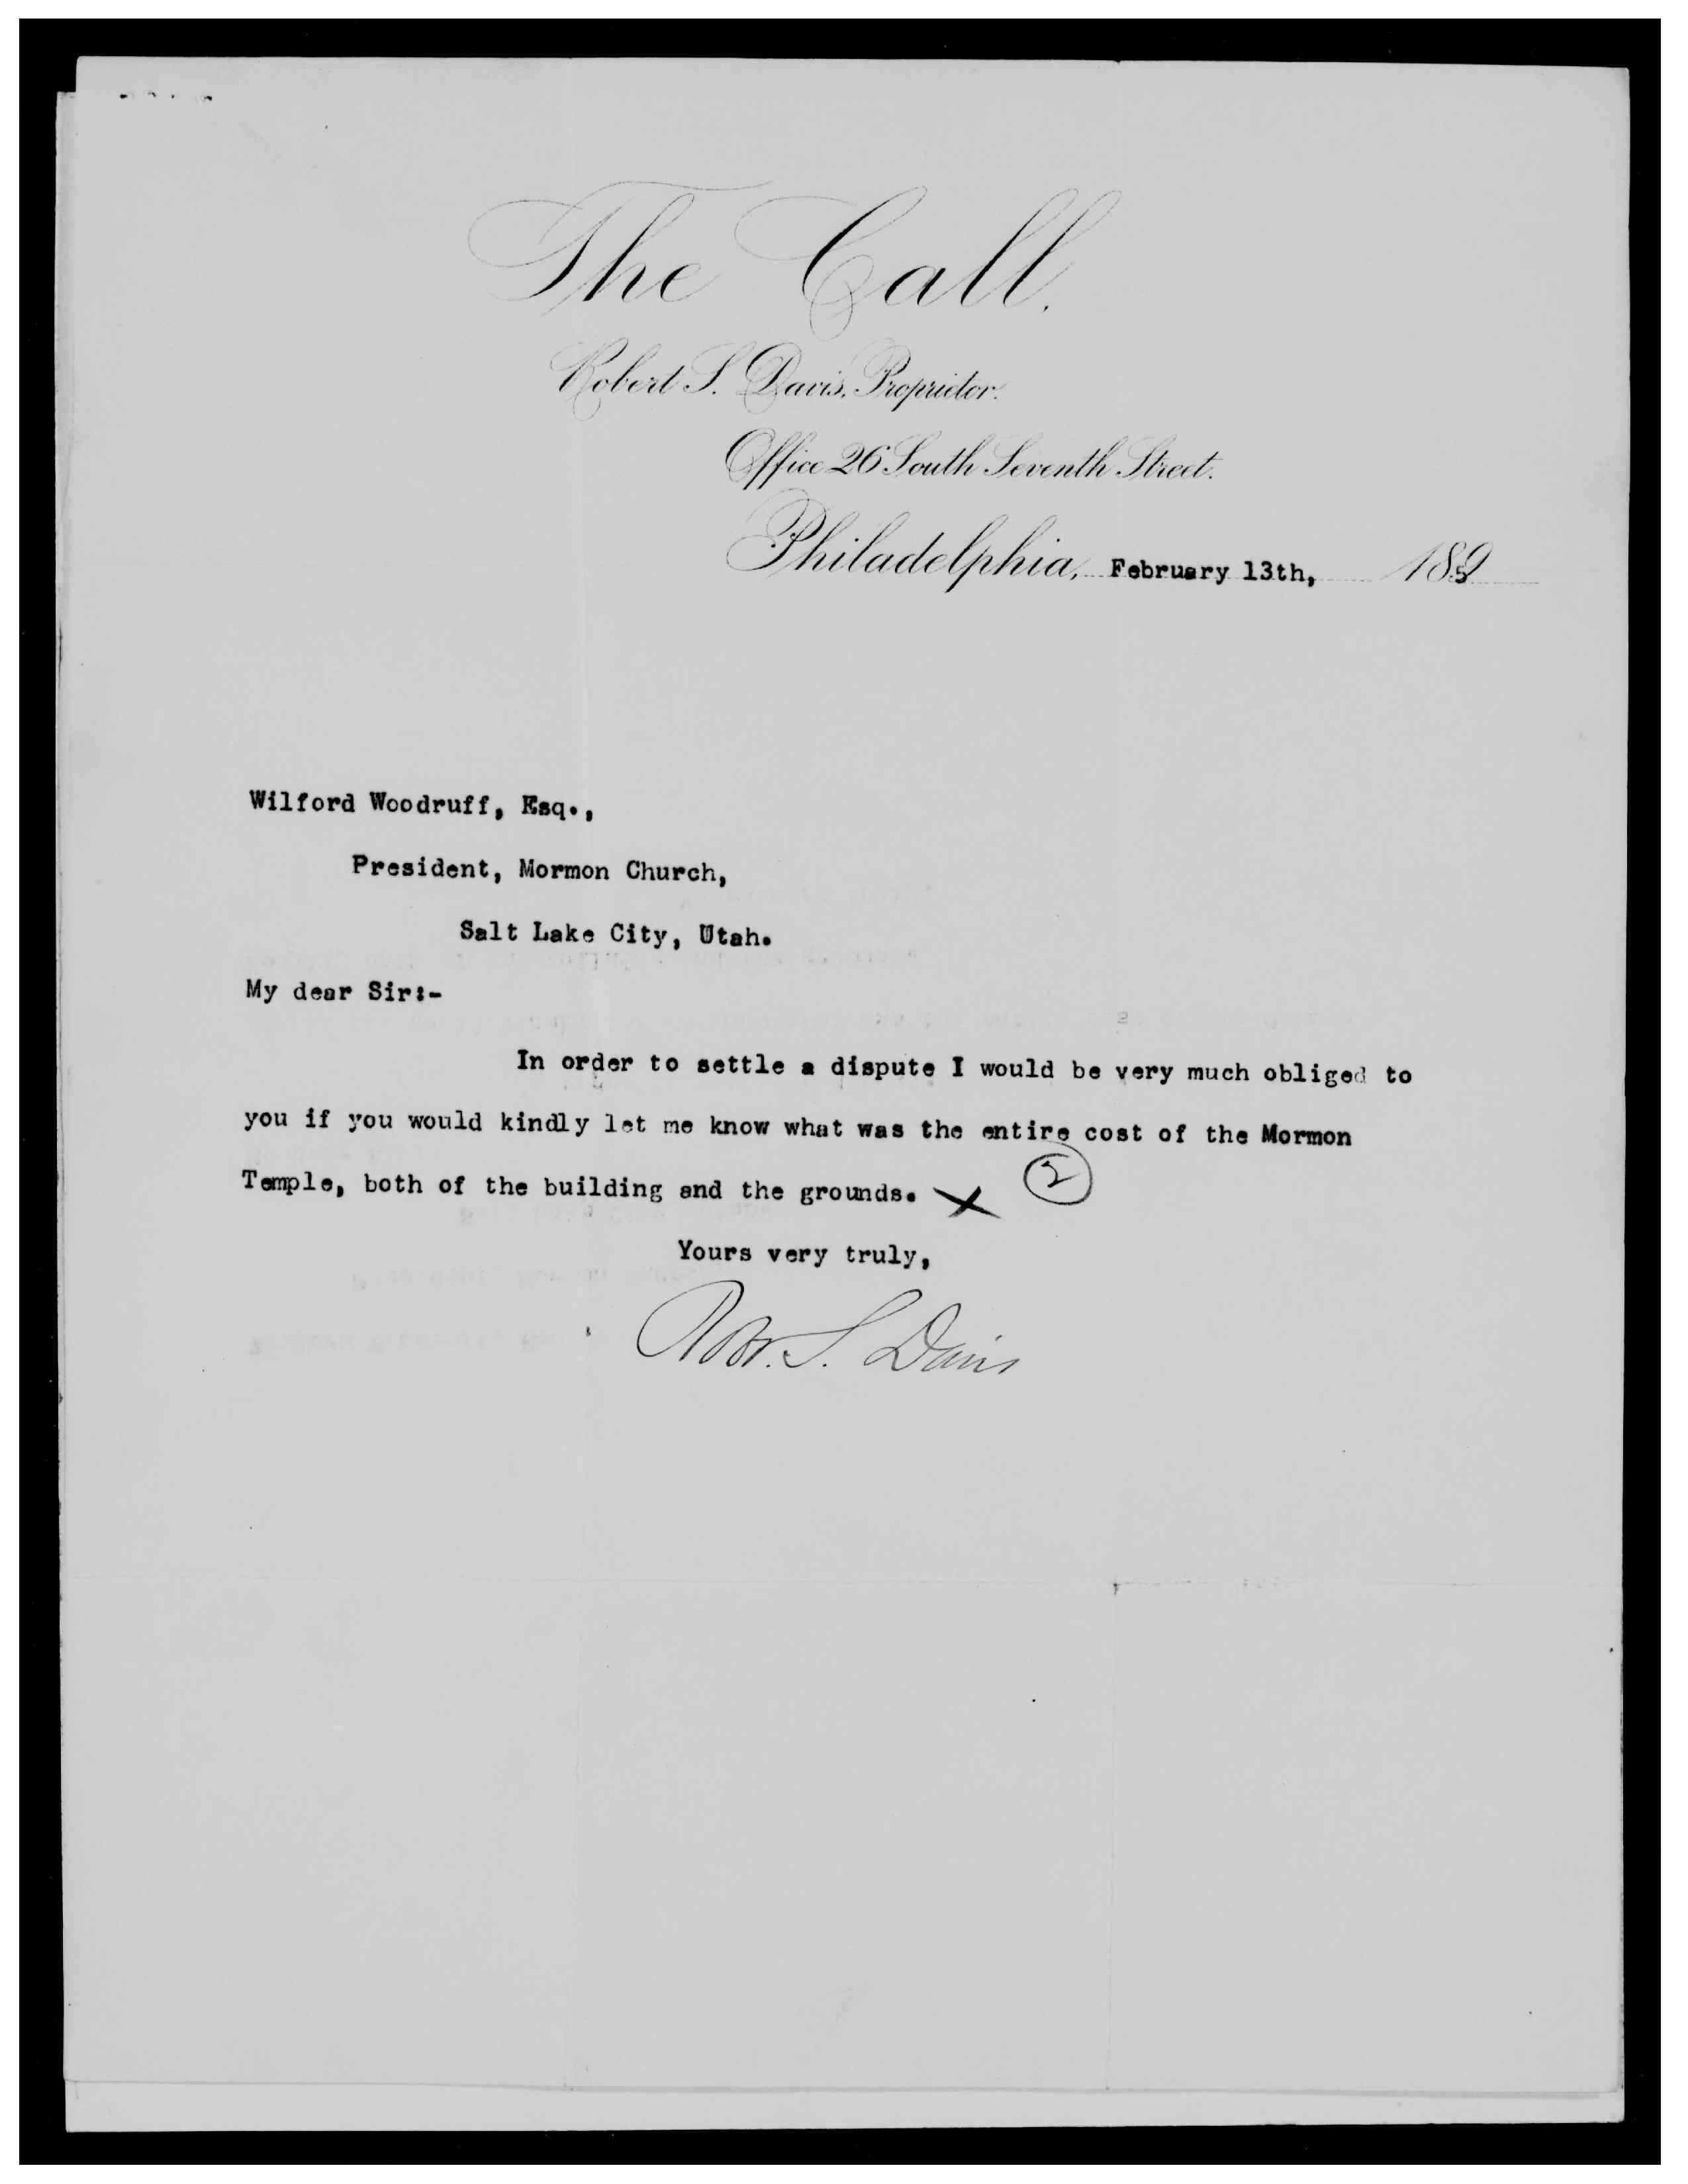 The Call.
Robert S. Davis, Proprietor.
Office 26 South Seventh Street.
Philadelphia, February 13th, 1895
Wilford Woodruff, Esq.,
President, Mormon Church,
Salt Lake City, Utah.
My dear Sir:-
In order to settle a dispute I would be very much obliged to
you if you would kindly let me know what was the entire cost of the Mormon
Temple, both of the building and the grounds. X 2
Yours very truly,
Robt. S. Davis